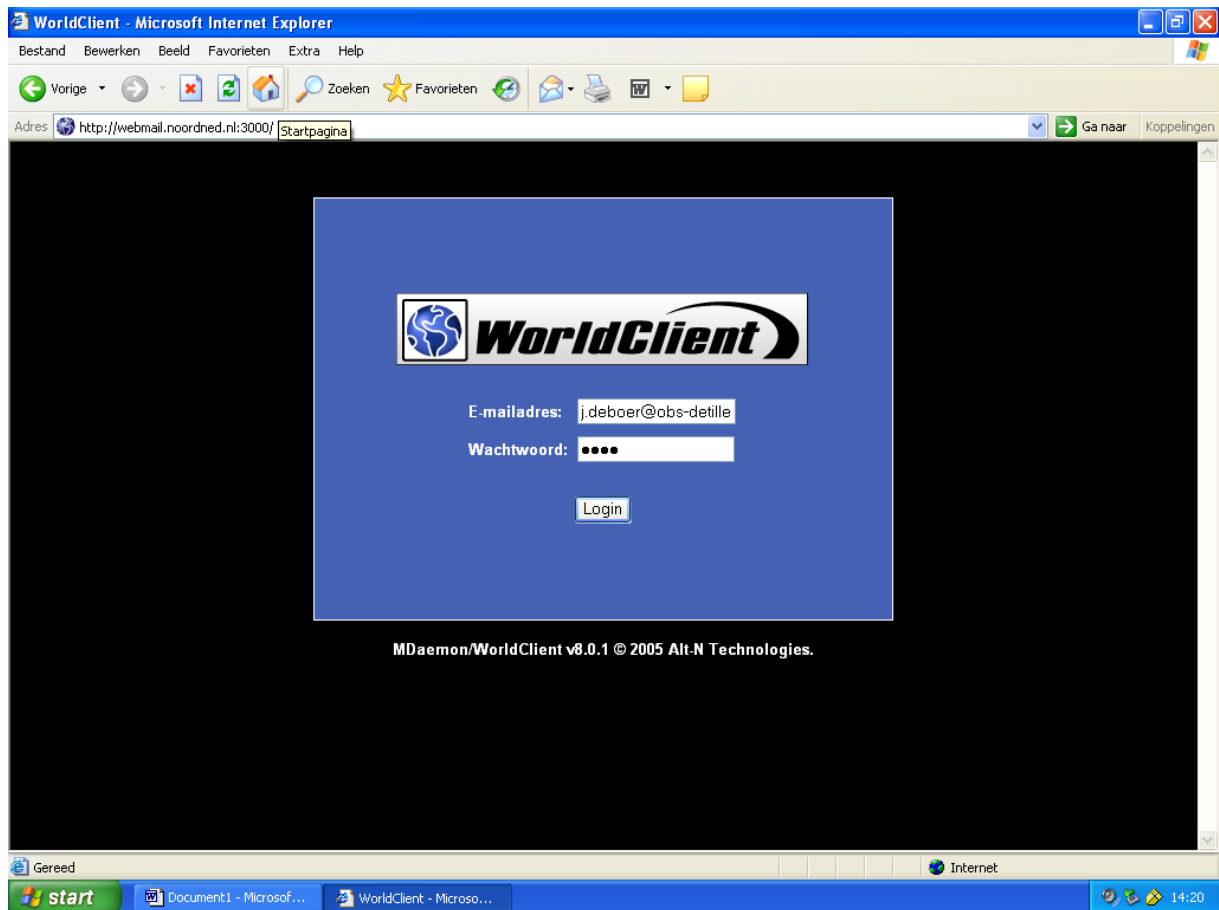 WorldClient - Microsoft Internet Explorer
Bestand Bewerken Beeld Favorieten Extra Help
Vorige Zoeken Favorieten
Adres http://webmail.noordned.nl:3000/ Ga naar Koppelingen
Startpagina
WorldClient
E-mailadres: j.deboer@obs-detille
Wachtwoord: ••••
Login
MDaemon/WorldClient v8.0.1 © 2005 Alt-N Technologies.
Gereed Internet
start Document1 - Microsof... WorldClient - Microso... 14:20